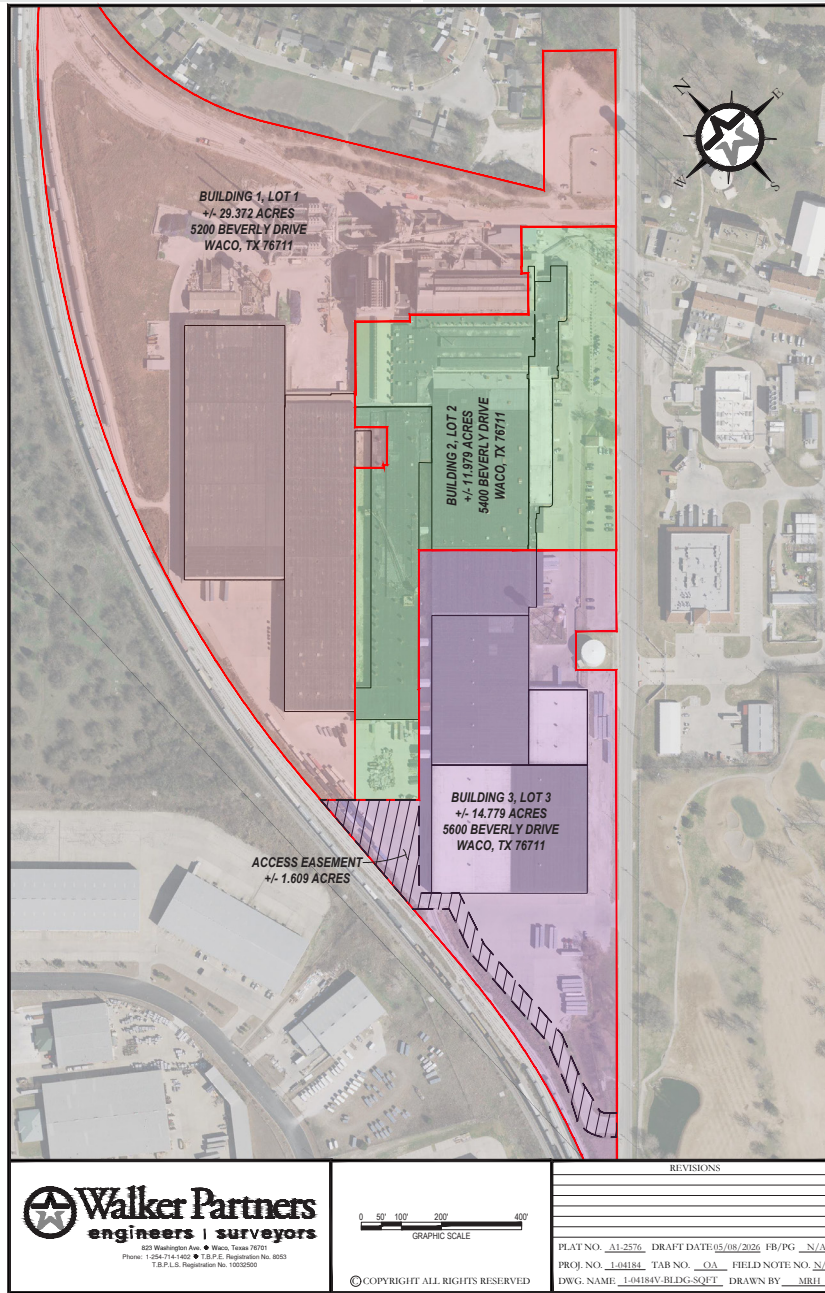 N
E
W
S
BUILDING 1, LOT 1
+/- 29.372 ACRES
5200 BEVERLY DRIVE
WACO, TX 76711
BUILDING 2, LOT 2
+/- 11.979 ACRES
5400 BEVERLY DRIVE
WACO, TX 76711
BUILDING 3, LOT 3
+/- 14.779 ACRES
5600 BEVERLY DRIVE
WACO, TX 76711
ACCESS EASEMENT
+/- 1.609 ACRES
Walker Partners
engineers | surveyors
823 Washington Ave. ◆ Waco, Texas 76701
Phone: 1-254-714-1402 ◆ T.B.P.E. Registration No. 8053
T.B.P.L.S. Registration No. 10032500
0 50' 100' 200' 400'
GRAPHIC SCALE
© COPYRIGHT ALL RIGHTS RESERVED
REVISIONS
PLAT NO. A1-2576 DRAFT DATE 05/08/2026 FB/PG N/A
PROJ. NO. 1-04184 TAB NO. OA FIELD NOTE NO. N/
DWG. NAME 1-04184V-BLDG-SQFT DRAWN BY MRH